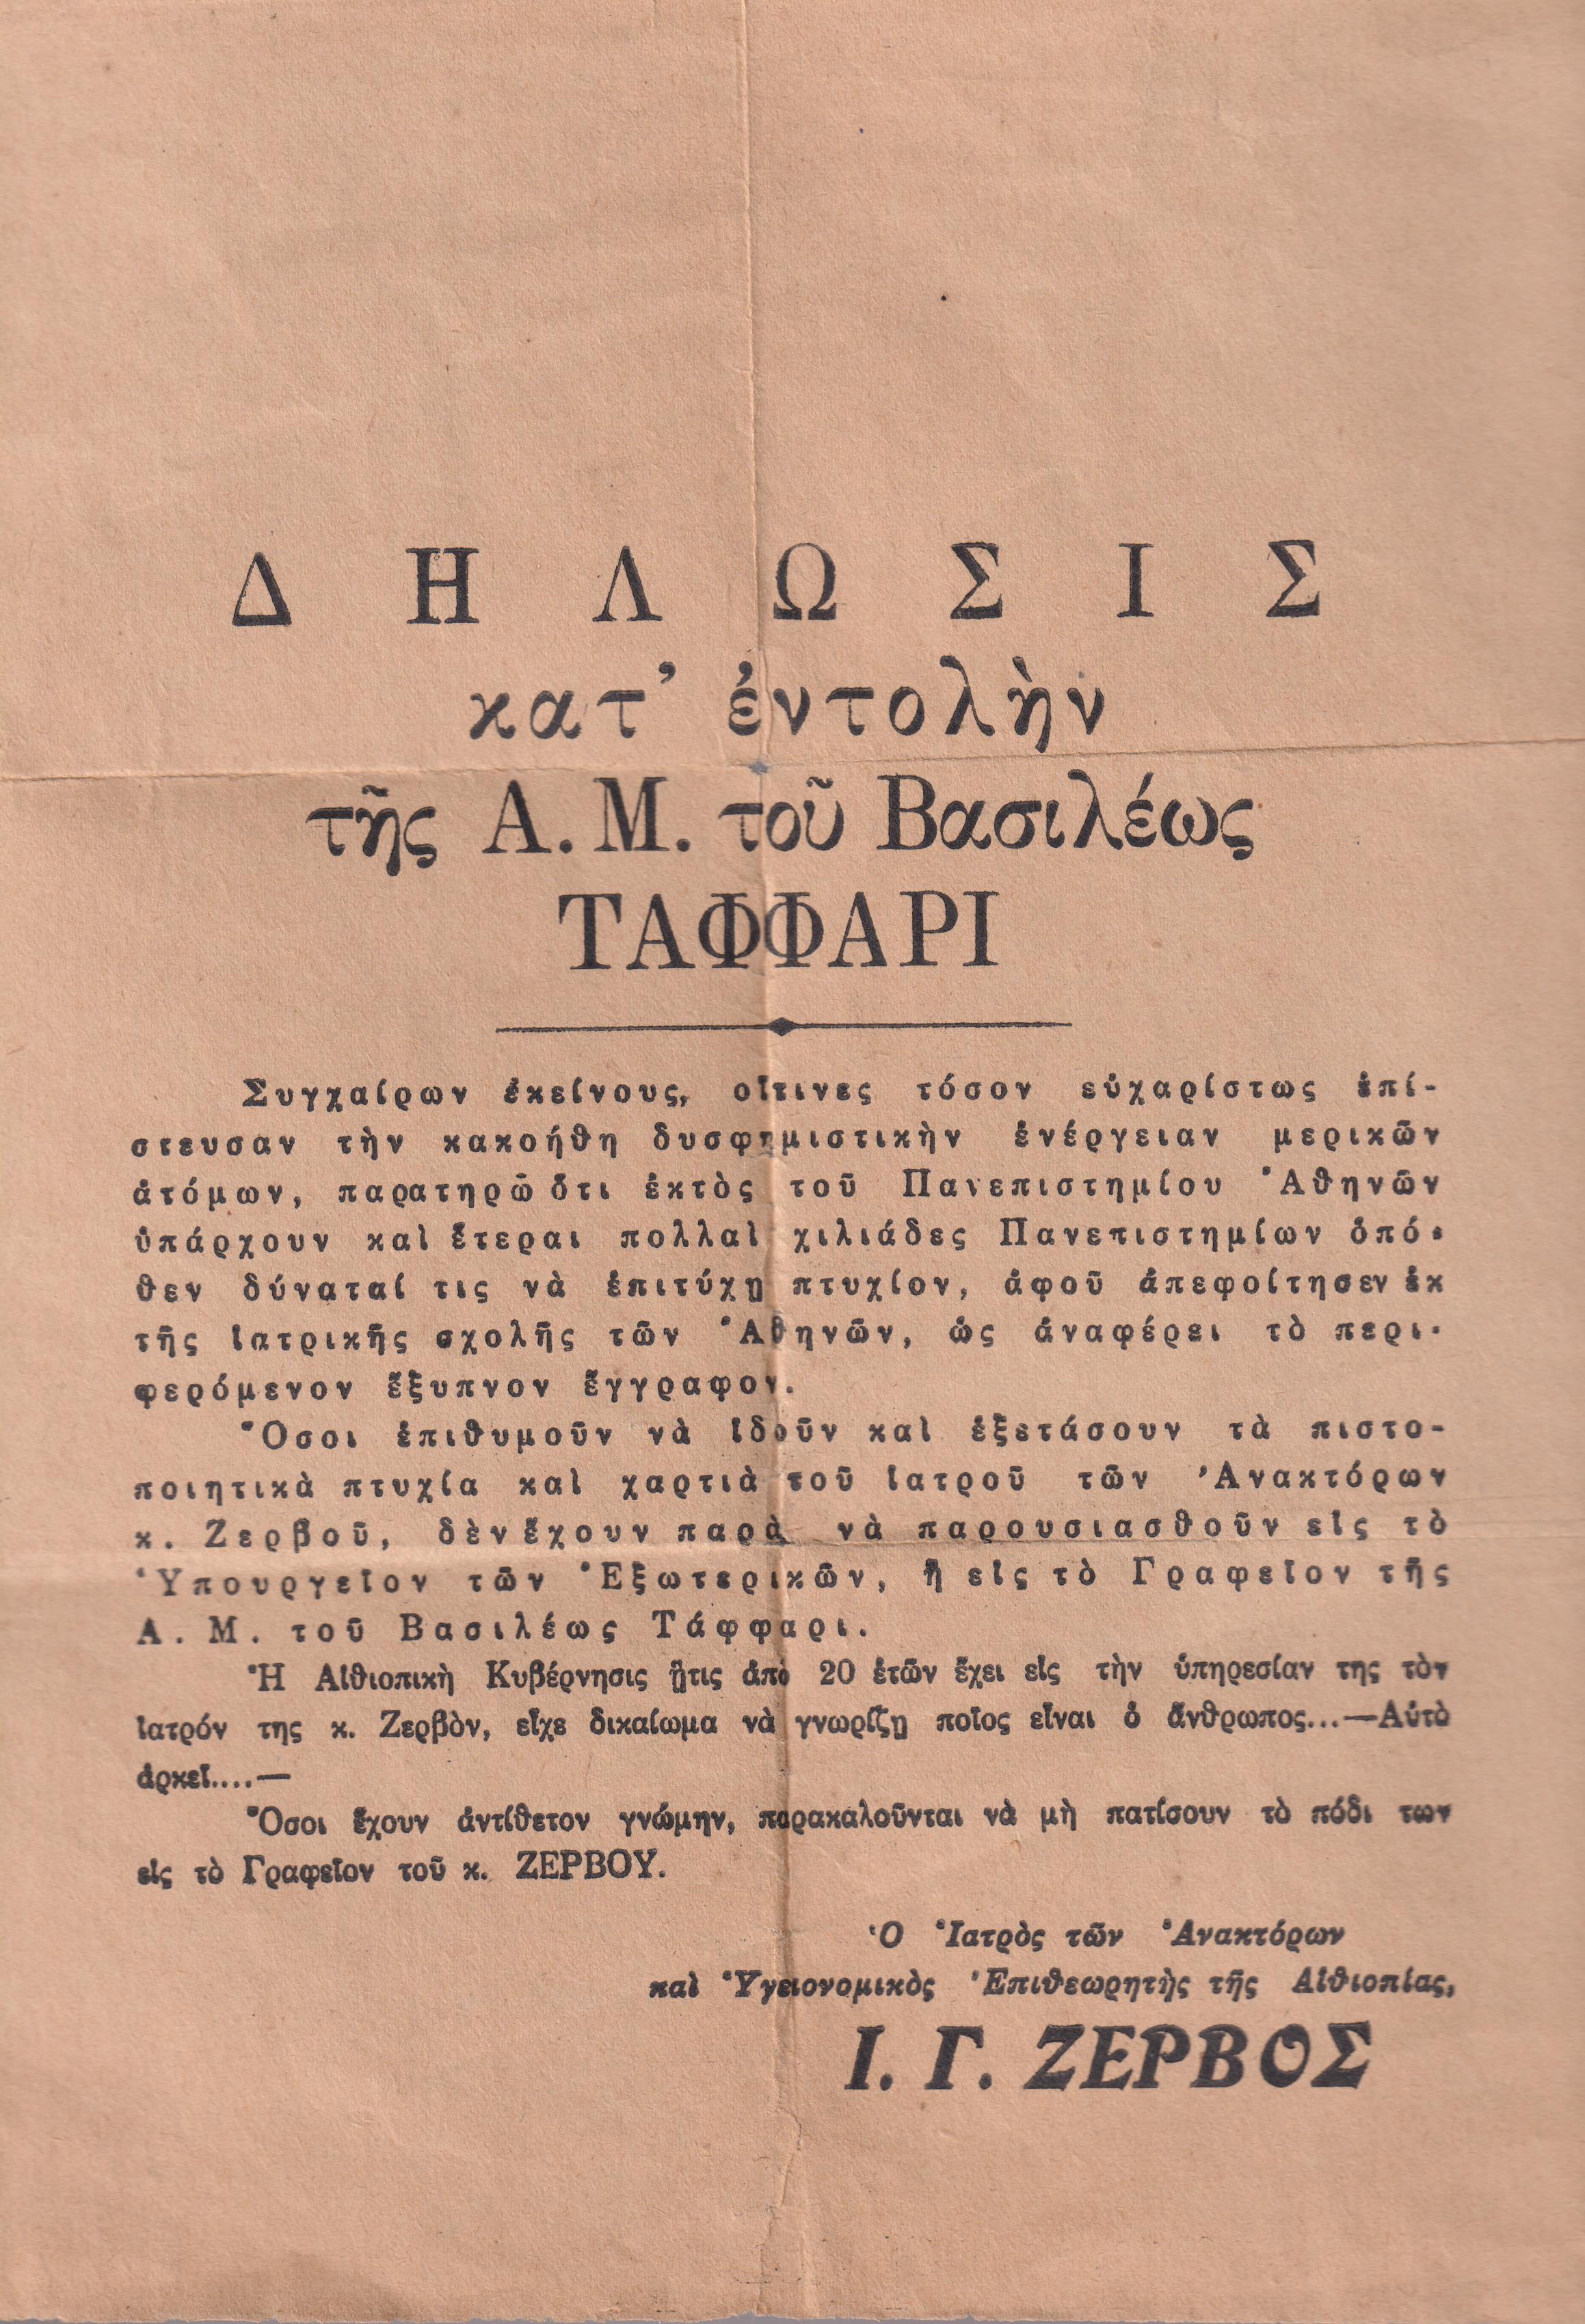 ΔΗΛΩΣΙΣ
κατ’ ἐντολὴν
τῆς Α. Μ. τοῦ Βασιλέως
ΤΑΦΦΑΡΙ
Συγχαίρων ἐκείνους, οἵτινες τόσον εὐχαρίστως ἐπί-
στευσαν τὴν κακοήθη δυσφημιστικὴν ἐνέργειαν μερικῶν
ἀτόμων, παρατηρῶ ὅτι ἐκτὸς τοῦ Πανεπιστημίου Ἀθηνῶν
ὑπάρχουν καὶ ἕτεραι πολλαὶ χιλιάδες Πανεπιστημίων ὁπό-
θεν δύναταί τις νὰ ἐπιτύχῃ πτυχίον, ἀφοῦ ἀπεφοίτησεν ἐκ
τῆς ἰατρικῆς σχολῆς τῶν Ἀθηνῶν, ὡς ἀναφέρει τὸ περι-
φερόμενον ἔξυπνον ἔγγραφον.
Ὅσοι ἐπιθυμοῦν νὰ ἰδοῦν καὶ ἐξετάσουν τὰ πιστο-
ποιητικὰ πτυχία καὶ χαρτιὰ τοῦ ἰατροῦ τῶν Ἀνακτόρων
κ. Ζερβοῦ, δὲν ἔχουν παρὰ νὰ παρουσιασθοῦν εἰς τὸ
Ὑπουργεῖον τῶν Ἐξωτερικῶν, ἢ εἰς τὸ Γραφεῖον τῆς
Α. Μ. τοῦ Βασιλέως Τάφφαρι.
Ἡ Αἰθιοπικὴ Κυβέρνησις ἥτις ἀπὸ 20 ἐτῶν ἔχει εἰς τὴν ὑπηρεσίαν της τὸν
ἰατρόν της κ. Ζερβὸν, εἶχε δικαίωμα νὰ γνωρίζῃ ποῖος εἶναι ὁ ἄνθρωπος...—Αὐτὸ
ἀρκεῖ....—
Ὅσοι ἔχουν ἀντίθετον γνώμην, παρακαλοῦνται νὰ μὴ πατίσουν τὸ πόδι των
εἰς τὸ Γραφεῖον τοῦ κ. ΖΕΡΒΟΥ.
Ὁ Ἰατρὸς τῶν Ἀνακτόρων
καὶ Ὑγειονομικὸς Ἐπιθεωρητὴς τῆς Αἰθιοπίας,
Ι. Γ. ΖΕΡΒΟΣ